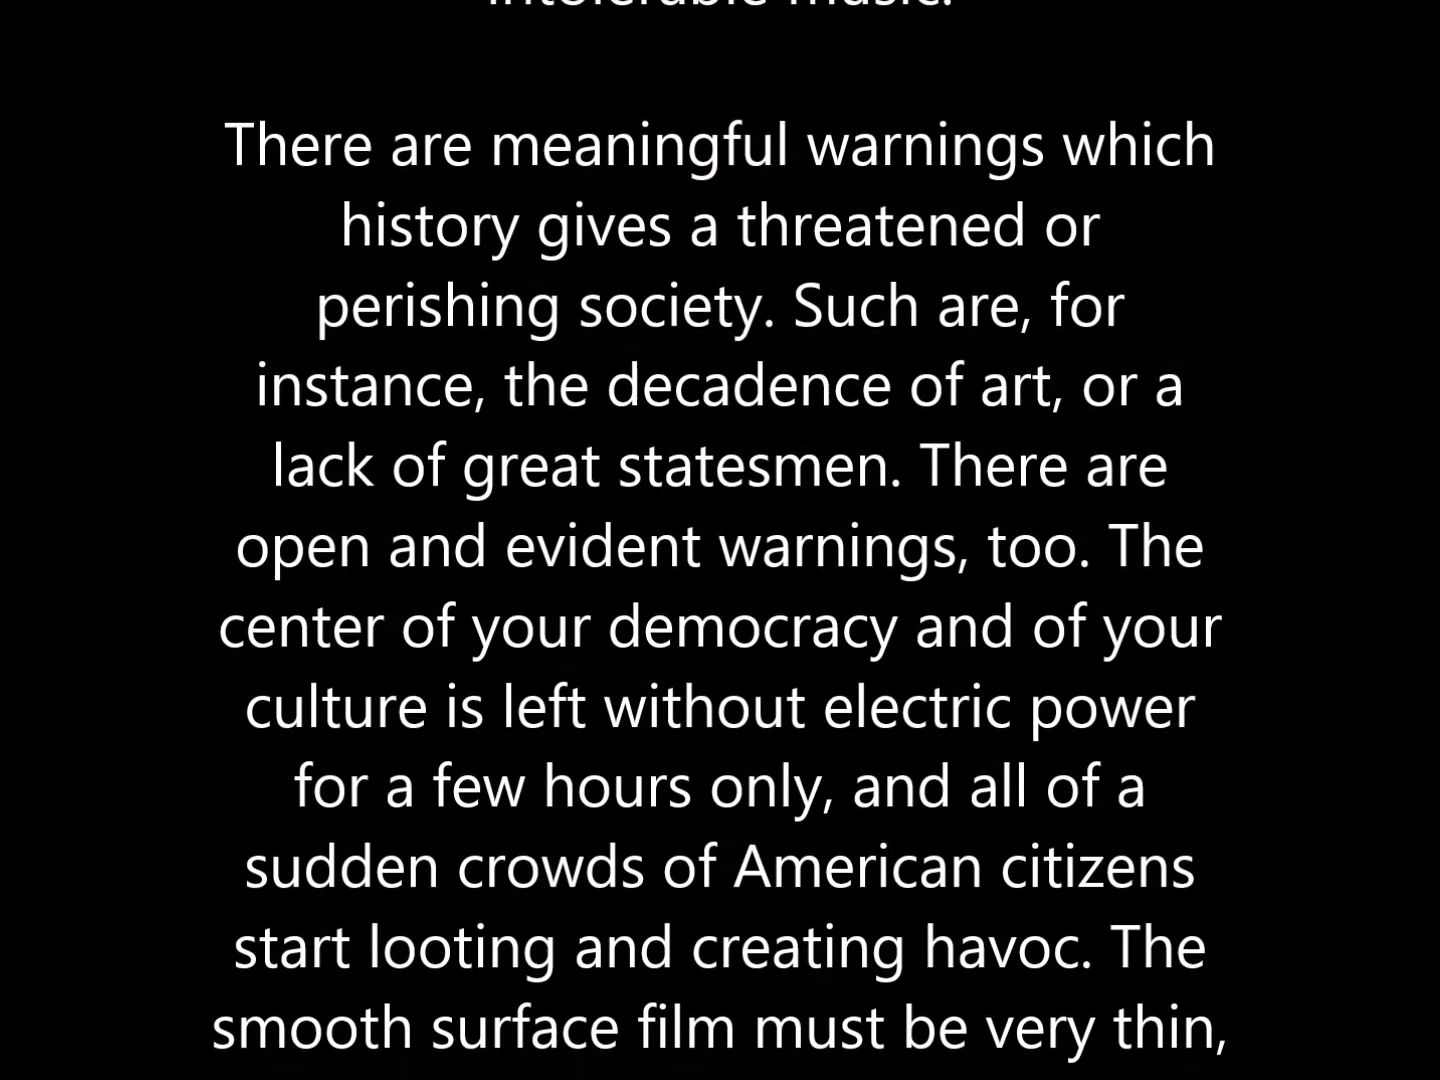 intolerable music.
There are meaningful warnings which
history gives a threatened or
perishing society. Such are, for
instance, the decadence of art, or a
lack of great statesmen. There are
open and evident warnings, too. The
center of your democracy and of your
culture is left without electric power
for a few hours only, and all of a
sudden crowds of American citizens
start looting and creating havoc. The
smooth surface film must be very thin,